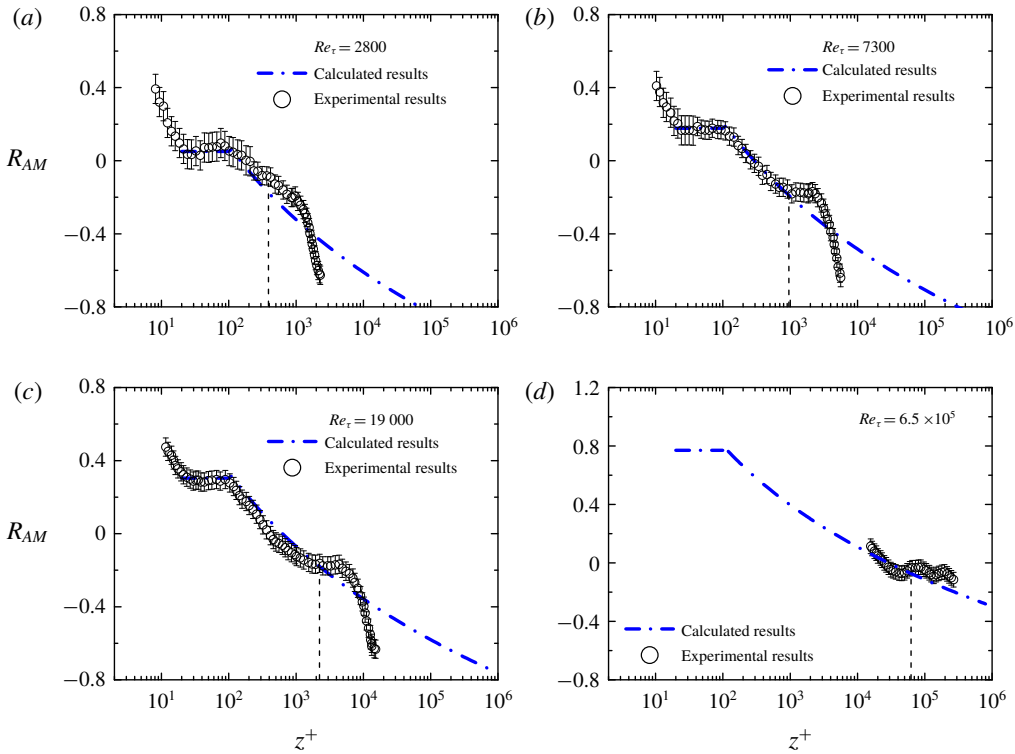 (a)
Re_τ = 2800
Calculated results
Experimental results
R_AM
0.8
0.4
0
−0.4
−0.8
10^1
10^2
10^3
10^4
10^5
10^6
(b)
Re_τ = 7300
Calculated results
Experimental results
0.8
0.4
0
−0.4
−0.8
10^1
10^2
10^3
10^4
10^5
10^6
(c)
Re_τ = 19 000
Calculated results
Experimental results
R_AM
0.8
0.4
0
−0.4
−0.8
10^1
10^2
10^3
10^4
10^5
10^6
z^+
(d)
Re_τ = 6.5 ×10^5
Calculated results
Experimental results
1.2
0.8
0.4
0
−0.4
−0.8
10^1
10^2
10^3
10^4
10^5
10^6
z^+